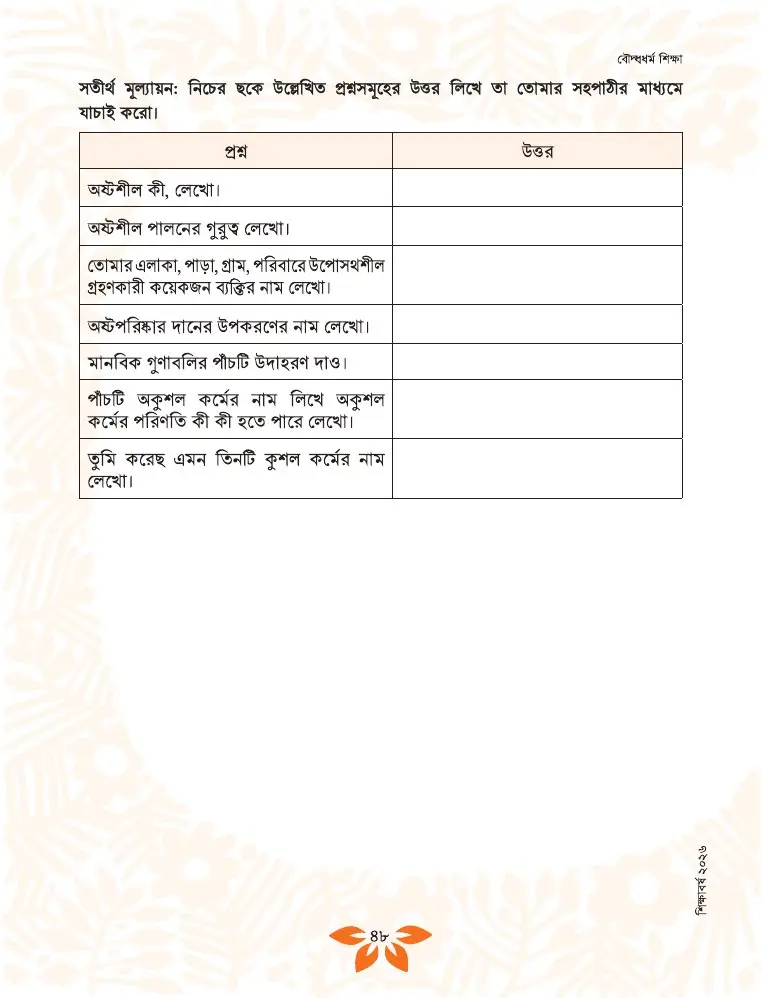 বৌদ্ধধর্ম শিক্ষা
সতীর্থ মূল্যায়ন: নিচের ছকে উল্লেখিত প্রশ্নসমূহের উত্তর লিখে তা তোমার সহপাঠীর মাধ্যমে
যাচাই করো।
প্রশ্ন
উত্তর
অষ্টশীল কী, লেখো।
অষ্টশীল পালনের গুরুত্ব লেখো।
তোমার এলাকা, পাড়া, গ্রাম, পরিবারে উপোসথশীল
গ্রহণকারী কয়েকজন ব্যক্তির নাম লেখো।
অষ্টপরিষ্কার দানের উপকরণের নাম লেখো।
মানবিক গুণাবলির পাঁচটি উদাহরণ দাও।
পাঁচটি অকুশল কর্মের নাম লিখে অকুশল
কর্মের পরিণতি কী কী হতে পারে লেখো।
তুমি করেছ এমন তিনটি কুশল কর্মের নাম
লেখো।
শিক্ষাবর্ষ ২০২৬
৪৮